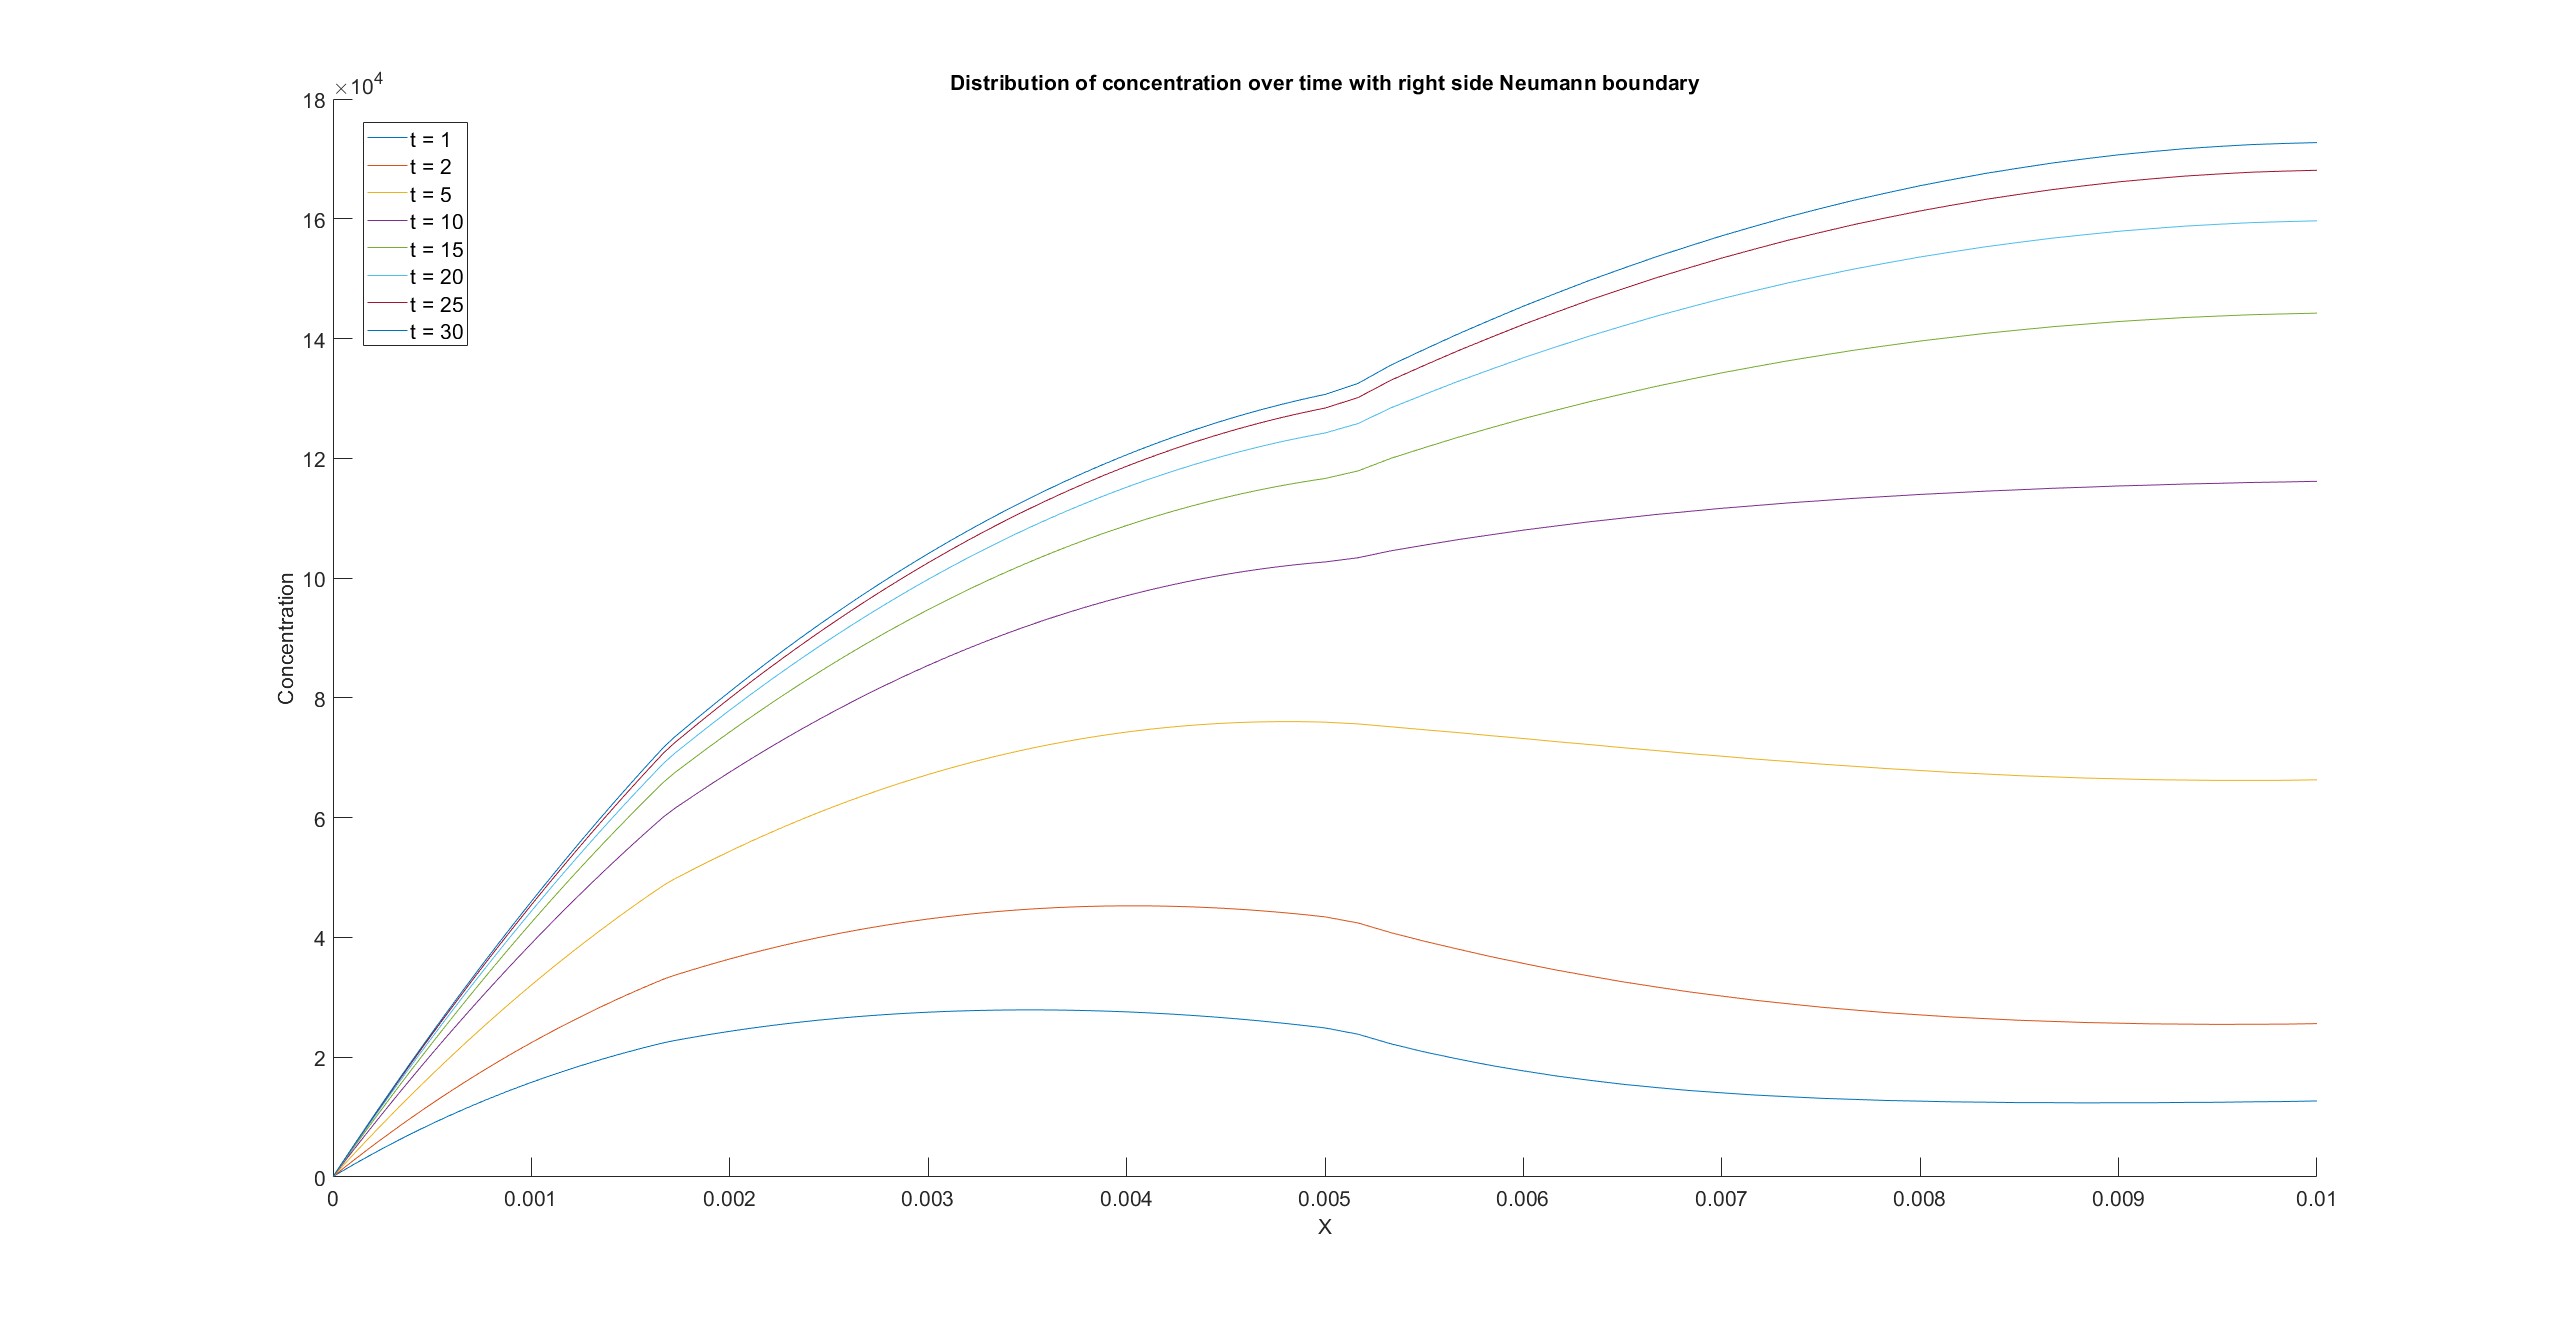 Distribution of concentration over time with right side Neumann boundary
×10⁴
18
16
14
12
10
8
6
4
2
0
Concentration
t = 1
t = 2
t = 5
t = 10
t = 15
t = 20
t = 25
t = 30
0 0.001 0.002 0.003 0.004 0.005 0.006 0.007 0.008 0.009 0.01
X